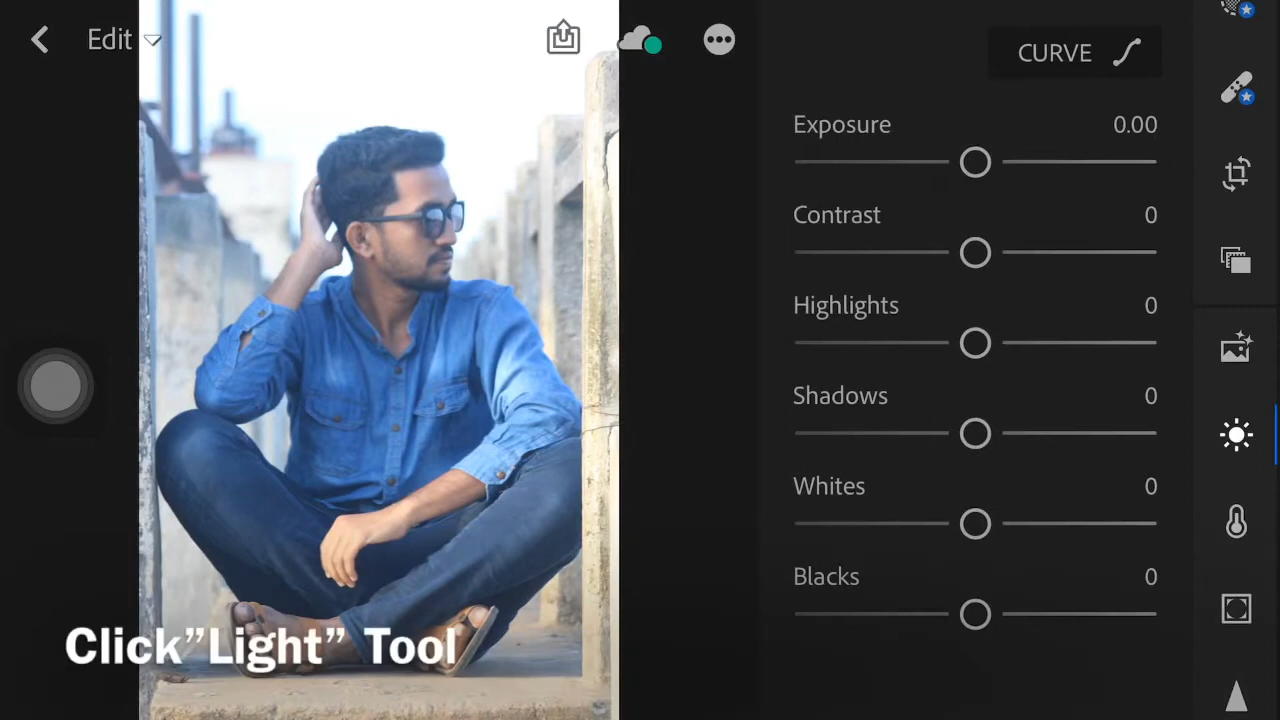 Edit
CURVE
Exposure 0.00
Contrast 0
Highlights 0
Shadows 0
Whites 0
Blacks 0
Click”Light” Tool